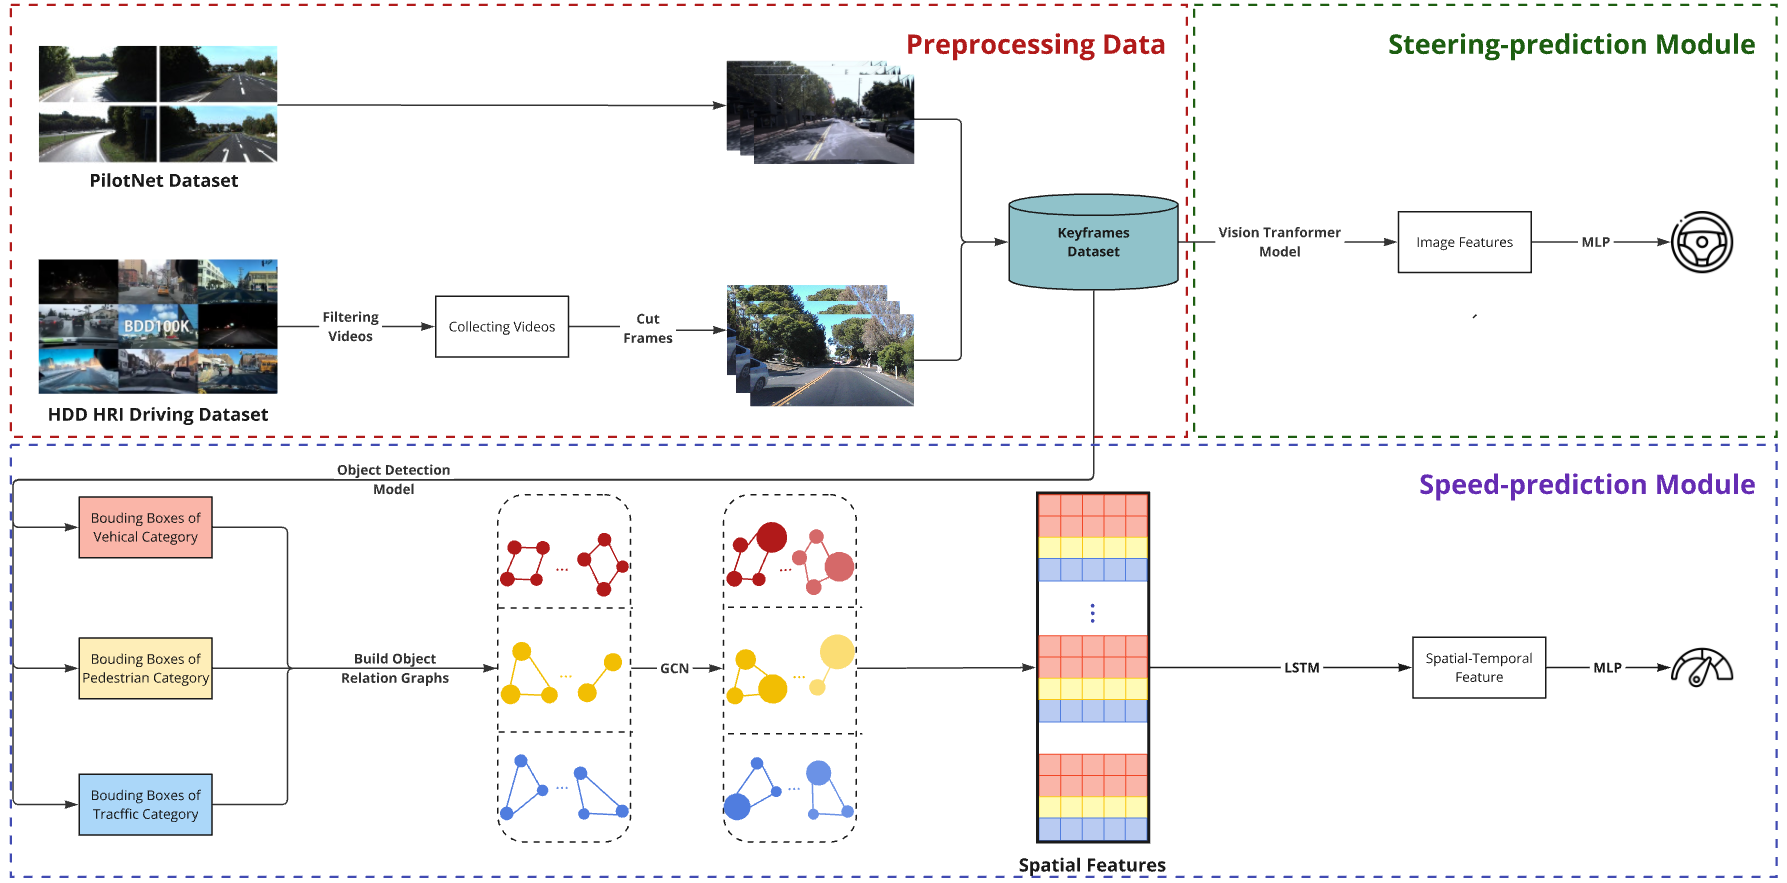 Preprocessing Data
Steering-prediction Module
PilotNet Dataset
Keyframes
Dataset
Vision Tranformer
Model
Image Features
MLP
BDD100K
Filtering
Videos
Collecting Videos
Cut
Frames
HDD HRI Driving Dataset
Object Detection
Model
Speed-prediction Module
Bouding Boxes of
Vehical Category
...
...
Bouding Boxes of
Pedestrian Category
Build Object
Relation Graphs
...
GCN
...
LSTM
Spatial-Temporal
Feature
MLP
Bouding Boxes of
Tracffic Category
...
...
Spatial Features